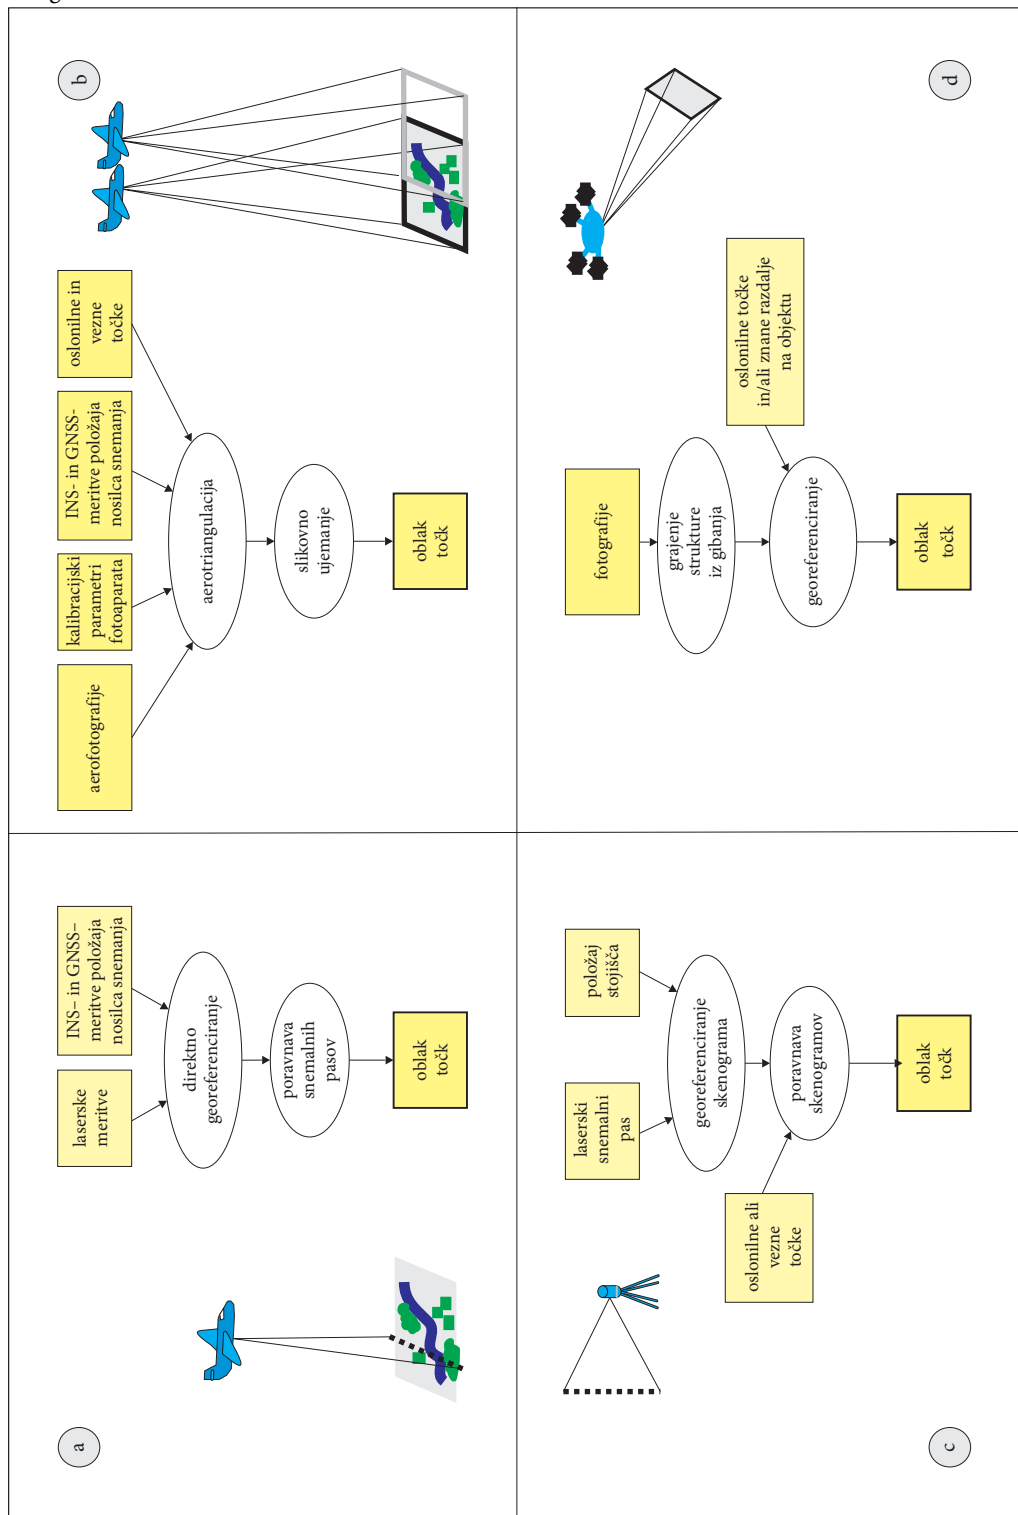 a
laserske
meritve
INS– in GNSS–
meritve položaja
nosilca snemanja
direktno
georeferenciranje
poravnava
snemalnih
pasov
oblak
točk
b
aerofotografije
kalibracijski
parametri
fotoaparata
INS- in GNSS-
meritve položaja
nosilca snemanja
oslonilne in
vezne
točke
aerotriangulacija
slikovno
ujemanje
oblak
točk
c
laserski
snemalni
pas
položaj
stojišča
georeferenciranje
skenograma
oslonilne ali
vezne
točke
poravnava
skenogramov
oblak
točk
d
fotografije
grajenje
strukture
iz gibanja
oslonilne točke
in/ali znane razdalje
na objektu
georeferenciranje
oblak
točk